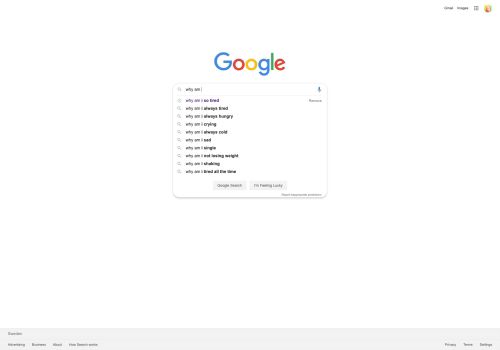 Gmail Images
Google
why am i
why am i so tired Remove
why am i always tired
why am i always hungry
why am i crying
why am i always cold
why am i sad
why am i single
why am i not losing weight
why am i shaking
why am i tired all the time
Google Search I'm Feeling Lucky
Report inappropriate predictions
Sweden
Advertising Business About How Search works Privacy Terms Settings